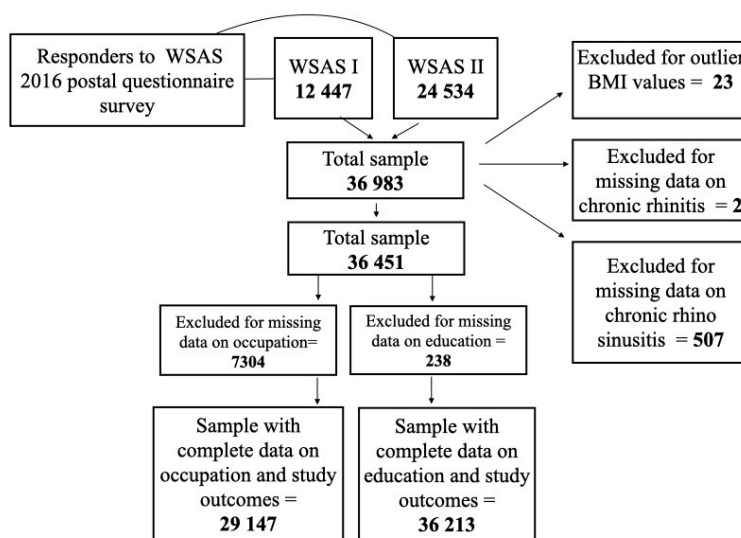 Responders to WSAS
2016 postal questionnaire
survey
WSAS I
12 447
WSAS II
24 534
Excluded for outlier
BMI values = 23
Total sample
36 983
Excluded for
missing data on
chronic rhinitis = 2
Total sample
36 451
Excluded for
missing data on
chronic rhino
sinusitis = 507
Excluded for missing
data on occupation=
7304
Excluded for missing
data on education =
238
Sample with
complete data on
occupation and study
outcomes =
29 147
Sample with
complete data on
education and study
outcomes =
36 213